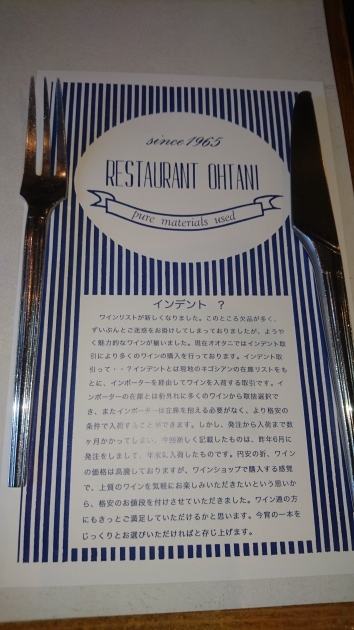 since 1965
RESTAURANT OHTANI
pure materials used
インデント ?
ワインリストが新しくなりました。このところ欠品が多く、
ずいぶんとご迷惑をお掛けしてしまっておりましたが、ようや
く魅力的なワインが揃いました。現在オオタニではインデント取
引により多くのワインの購入を行っております。インデント取
引って・・?インデントとは現地のネゴシアンの在庫リストをも
とに、インポーターを経由してワインを入荷する取引です。イ
ンポーターの在庫とは桁外れに多くのワインから取捨選択で
き、またインポーターは在庫を抱える必要がなく、より格安の
条件で入荷することができます。しかし、発注から入荷まで数
ヶ月かかってしまい、今回新しく記載したものは、昨年6月に
発注をしまして、年末に入荷したものです。円安の折、ワイン
の価格は高騰しておりますが、ワインショップで購入する感覚
で、上質のワインを気軽にお楽しみいただきたいという思いか
ら、格安のお値段を付けさせていただきました。ワイン通の方
にもきっとご満足していただけるかと思います。今宵の一本を
じっくりとお選びいただければと存じ上げます。